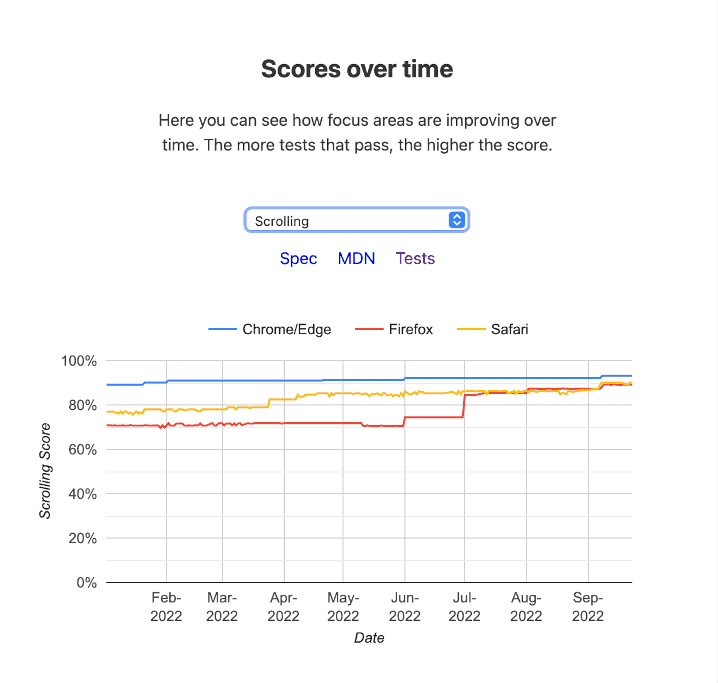 Scores over time
Here you can see how focus areas are improving over
time. The more tests that pass, the higher the score.
Scrolling
Spec MDN Tests
Chrome/Edge Firefox Safari
100%
80%
60%
40%
20%
0%
Scrolling Score
Feb- Mar- Apr- May- Jun- Jul- Aug- Sep-
2022 2022 2022 2022 2022 2022 2022 2022
Date